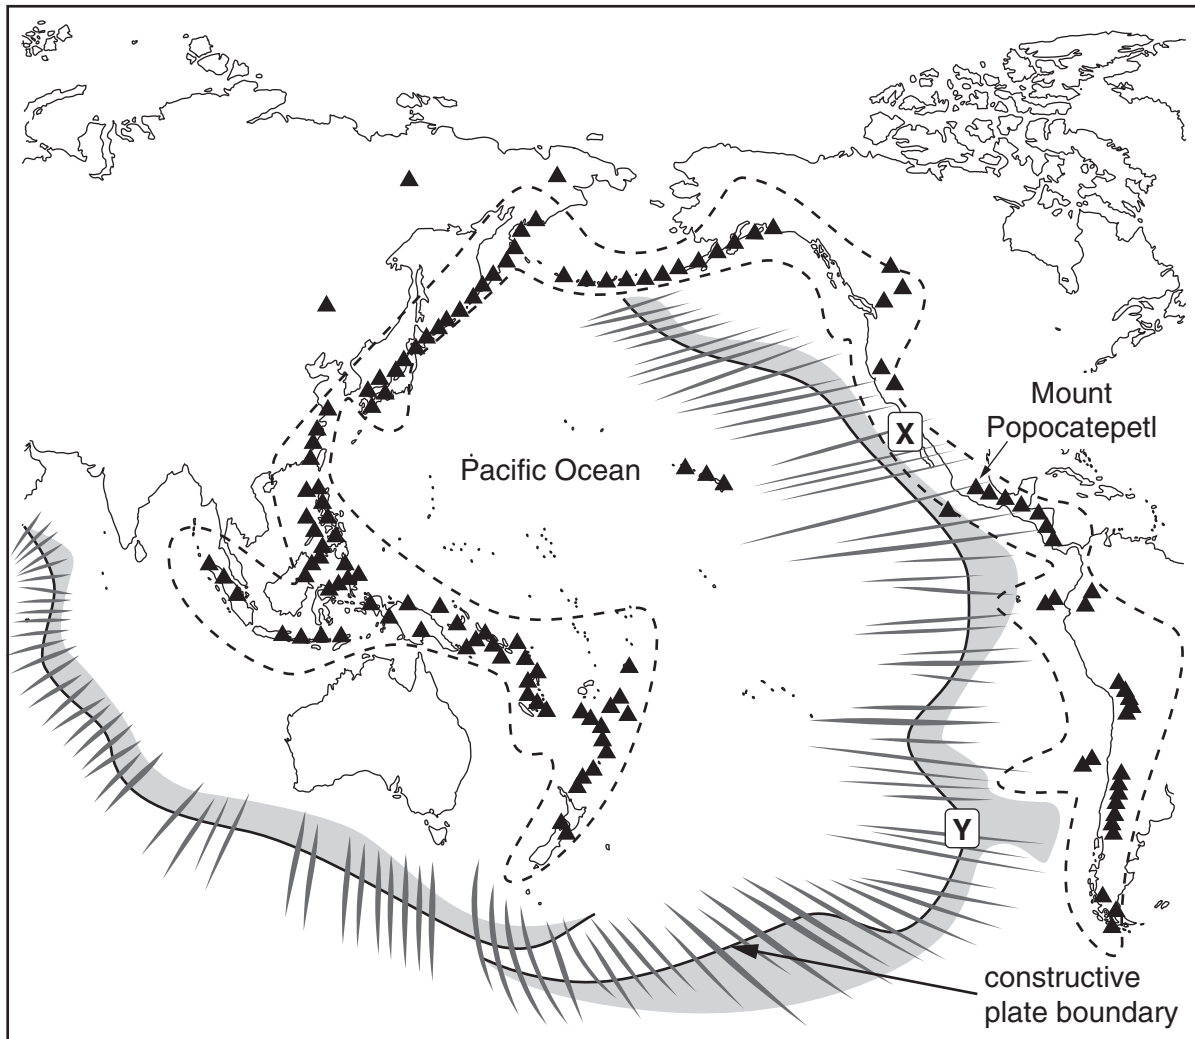 Mount
Popocatepetl
X
Pacific Ocean
Y
constructive
plate boundary